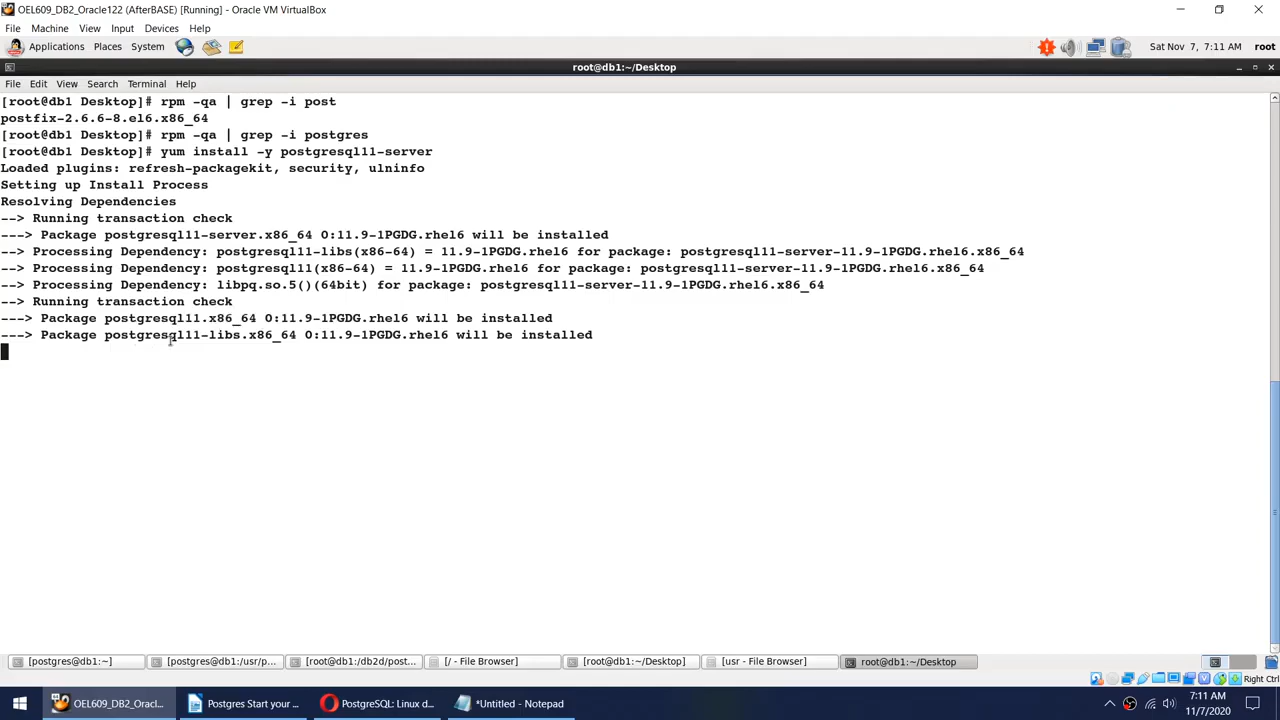 OEL609_DB2_Oracle122 (AfterBASE) [Running] - Oracle VM VirtualBox
File Machine View Input Devices Help
Applications Places System Sat Nov 7, 7:11 AM root
root@db1:~/Desktop
File Edit View Search Terminal Help
[root@db1 Desktop]# rpm -qa | grep -i post
postfix-2.6.6-8.el6.x86_64
[root@db1 Desktop]# rpm -qa | grep -i postgres
[root@db1 Desktop]# yum install -y postgresql11-server
Loaded plugins: refresh-packagekit, security, ulninfo
Setting up Install Process
Resolving Dependencies
--> Running transaction check
---> Package postgresql11-server.x86_64 0:11.9-1PGDG.rhel6 will be installed
--> Processing Dependency: postgresql11-libs(x86-64) = 11.9-1PGDG.rhel6 for package: postgresql11-server-11.9-1PGDG.rhel6.x86_64
--> Processing Dependency: postgresql11(x86-64) = 11.9-1PGDG.rhel6 for package: postgresql11-server-11.9-1PGDG.rhel6.x86_64
--> Processing Dependency: libpq.so.5()(64bit) for package: postgresql11-server-11.9-1PGDG.rhel6.x86_64
--> Running transaction check
---> Package postgresql11.x86_64 0:11.9-1PGDG.rhel6 will be installed
---> Package postgresql11-libs.x86_64 0:11.9-1PGDG.rhel6 will be installed
[postgres@db1:~] [postgres@db1:/usr/p... [root@db1:/db2d/post... [/ - File Browser] [root@db1:~/Desktop] [usr - File Browser] root@db1:~/Desktop
Right Ctrl
OEL609_DB2_Oracl... Postgres Start your ... PostgreSQL: Linux d... *Untitled - Notepad 7:11 AM
11/7/2020